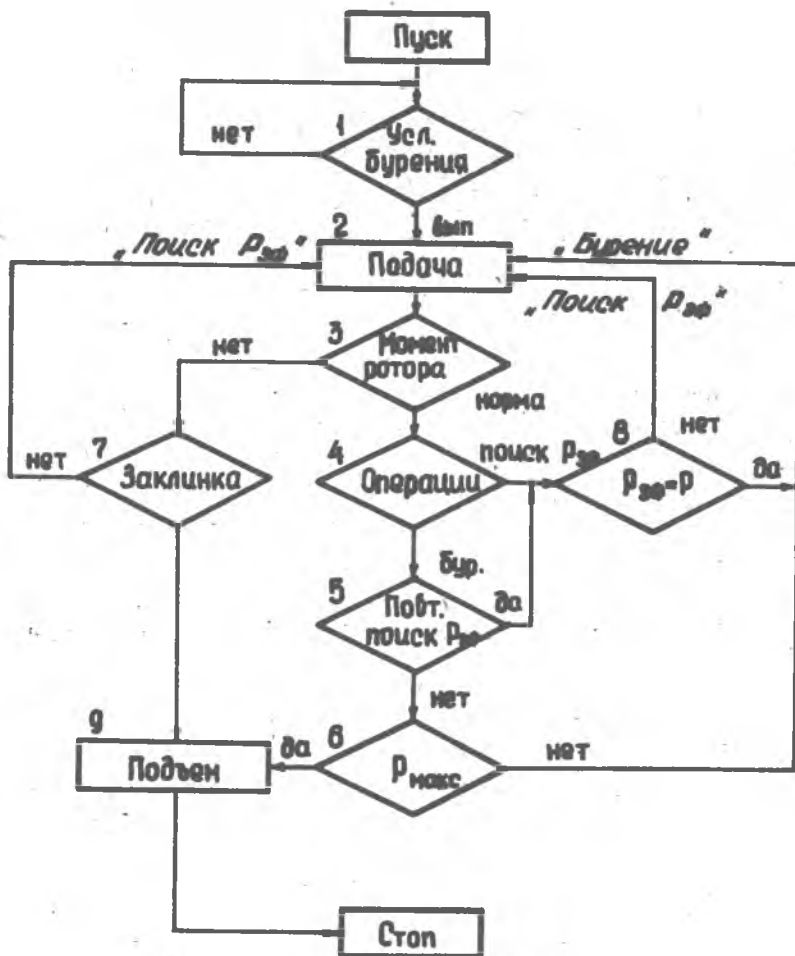 Пуск
нет
1
Усл.
бурения
вып
2
„Поиск Pэф“
„Бурение“
Подача
„Поиск Pэф“
3
нет
Момент
ротора
норма
7
нет
Заклинка
4
Операции
поиск Pэф
8
нет
Pэф=P
да
бур.
5
Повт.
поиск Pэф
да
нет
9
Подъем
да
6
Pмакс
нет
Стоп